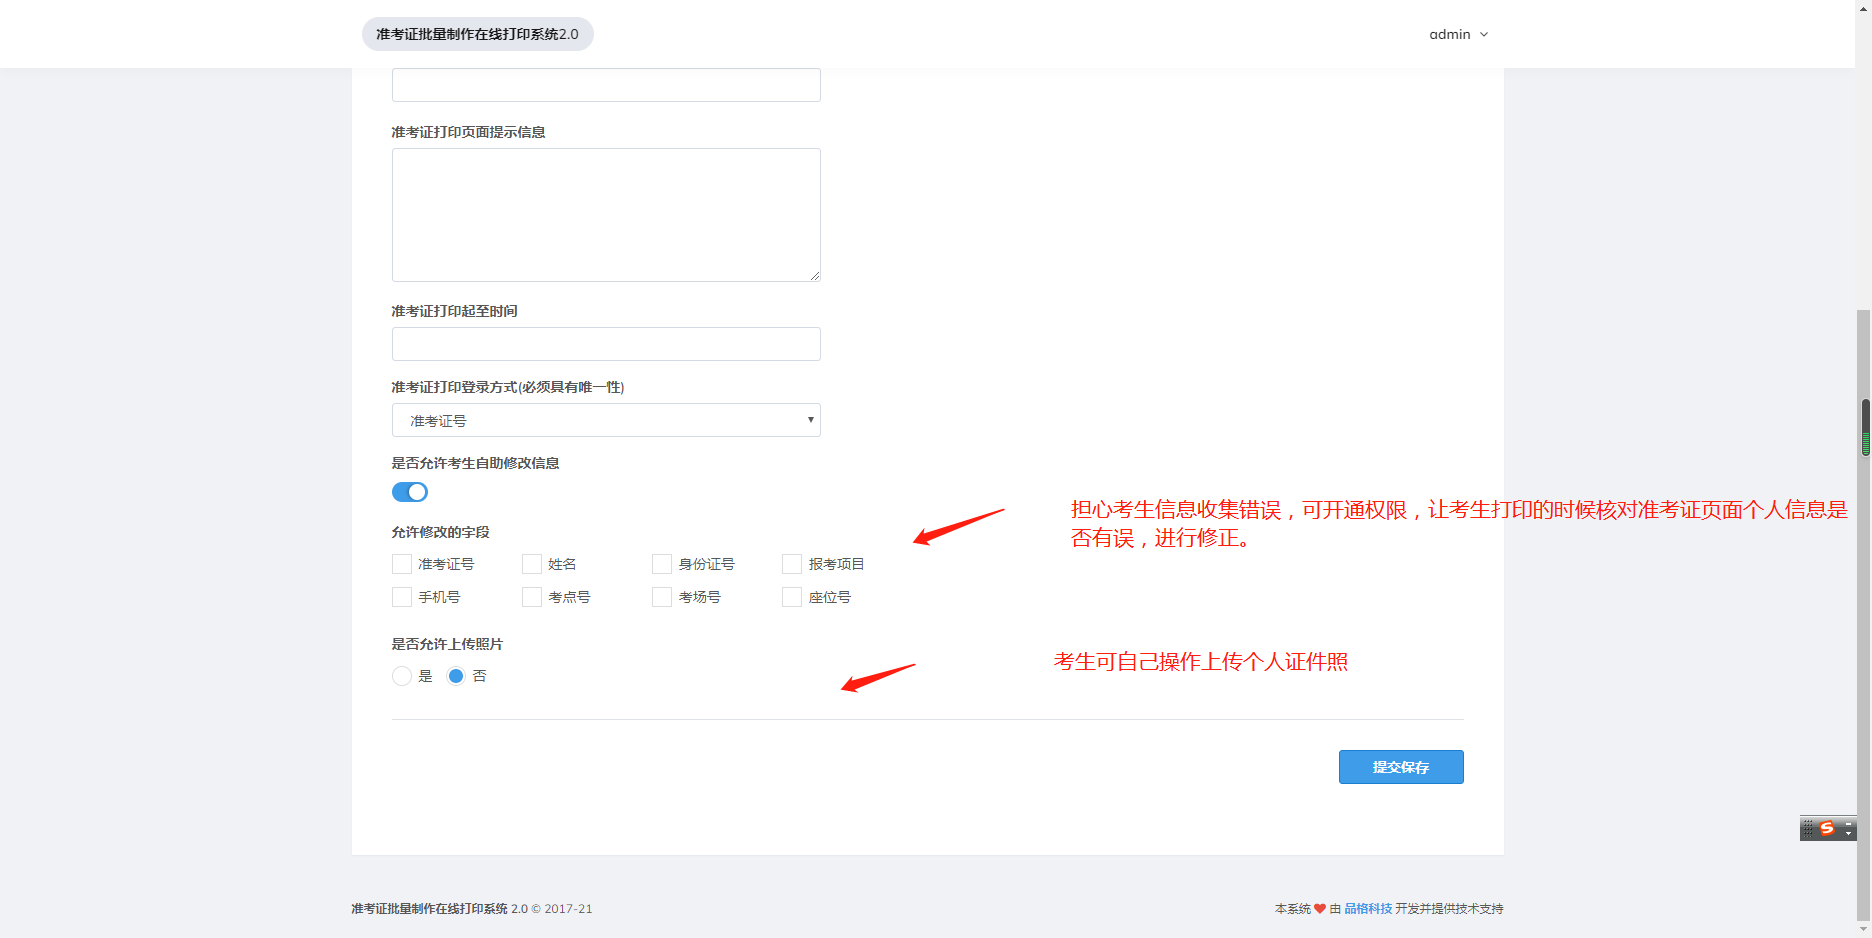 准考证批量制作在线打印系统2.0
admin
准考证打印页面提示信息
准考证打印起至时间
准考证打印登录方式(必须具有唯一性)
准考证号
是否允许考生自助修改信息
担心考生信息收集错误，可开通权限，让考生打印的时候核对准考证页面个人信息是
否有误，进行修正。
允许修改的字段
准考证号 姓名 身份证号 报考项目
手机号 考点号 考场号 座位号
是否允许上传照片
考生可自己操作上传个人证件照
是 否
提交保存
准考证批量制作在线打印系统 2.0 © 2017-21
本系统 ❤ 由 品格科技 开发并提供技术支持